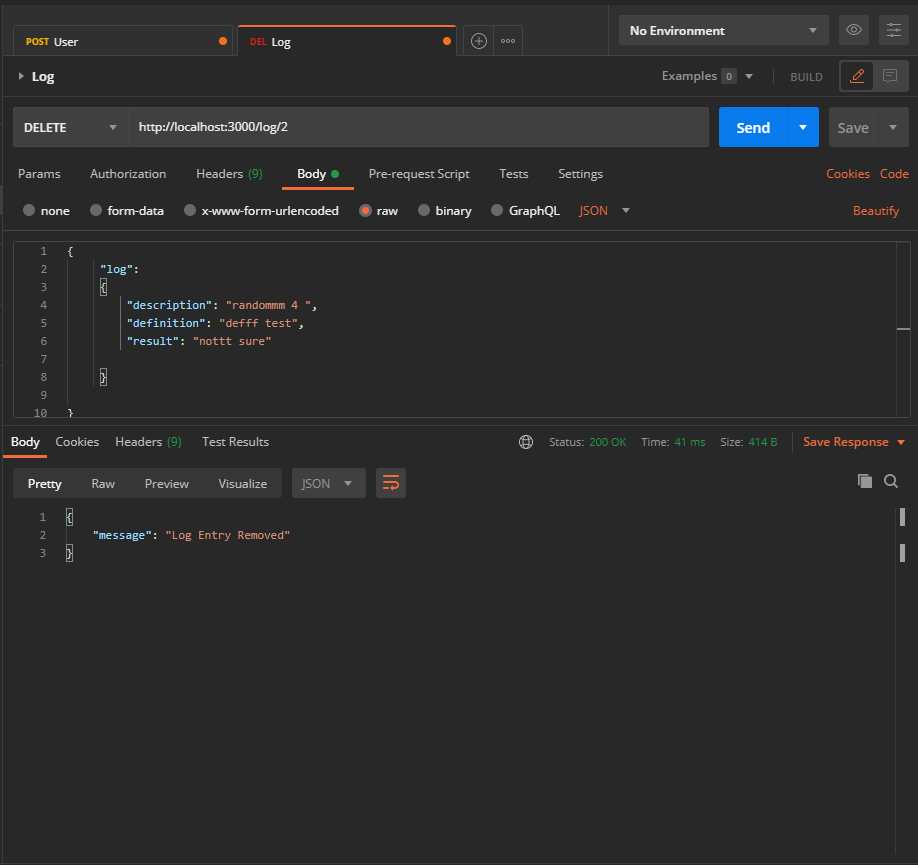 POST User
DEL Log
No Environment
Log
Examples 0
BUILD
DELETE
http://localhost:3000/log/2
Send
Save
Params Authorization Headers (9) Body Pre-request Script Tests Settings Cookies Code
none form-data x-www-form-urlencoded raw binary GraphQL JSON Beautify
1 {
2 "log":
3 {
4 "description": "randommm 4 ",
5 "definition": "defff test",
6 "result": "nottt sure"
7
8 }
9
10 }
Body Cookies Headers (9) Test Results Status: 200 OK Time: 41 ms Size: 414 B Save Response
Pretty Raw Preview Visualize JSON
1 {
2 "message": "Log Entry Removed"
3 }